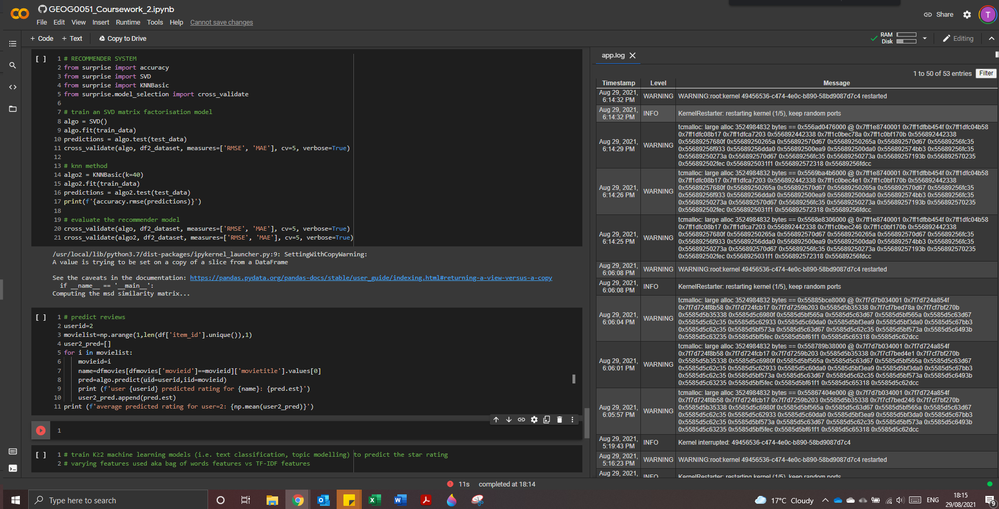 GEOG0051_Coursework_2.ipynb
File Edit View Insert Runtime Tools Help Cannot save changes
Share
T
+ Code + Text Copy to Drive
RAM
Disk
Editing
[ ]
1 # RECOMMENDER SYSTEM
2 from surprise import accuracy
3 from surprise import SVD
4 from surprise import KNNBasic
5 from surprise.model_selection import cross_validate
6
7 # train an SVD matrix factorisation model
8 algo = SVD()
9 algo.fit(train_data)
10 predictions = algo.test(test_data)
11 cross_validate(algo, df2_dataset, measures=['RMSE', 'MAE'], cv=5, verbose=True)
12
13 # knn method
14 algo2 = KNNBasic(k=40)
15 algo2.fit(train_data)
16 predictions = algo2.test(test_data)
17 print(f'{accuracy.rmse(predictions)}')
18
19 # evaluate the recommender model
20 cross_validate(algo, df2_dataset, measures=['RMSE', 'MAE'], cv=5, verbose=True)
21 cross_validate(algo2, df2_dataset, measures=['RMSE', 'MAE'], cv=5, verbose=True)
/usr/local/lib/python3.7/dist-packages/ipykernel_launcher.py:9: SettingWithCopyWarning:
A value is trying to be set on a copy of a slice from a DataFrame
See the caveats in the documentation: https://pandas.pydata.org/pandas-docs/stable/user_guide/indexing.html#returning-a-view-versus-a-copy
if __name__ == '__main__':
Computing the msd similarity matrix...
[ ]
1 # predict reviews
2 userid=2
3 movielist=np.arange(1,len(df['item_id'].unique()),1)
4 user2_pred=[]
5 for i in movielist:
6 movieid=i
7 name=dfmovies[dfmovies['movieid']==movieid]['movietitle'].values[0]
8 pred=algo.predict(uid=userid,iid=movieid)
9 print (f'user {userid} predicted rating for {name}: {pred.est}')
10 user2_pred.append(pred.est)
11 print (f'average predicted rating for user=2: {np.mean(user2_pred)}')
1
[ ]
1 # train K≥2 machine learning models (i.e. text classification, topic modelling) to predict the star rating
2 # varying features used aka bag of words features vs TF-IDF features
app.log
1 to 50 of 53 entries Filter
Timestamp Level Message
Aug 29, 2021, 6:14:32 PM WARNING WARNING:root:kernel 49456536-c474-4e0c-b890-58bd9087d7c4 restarted
Aug 29, 2021, 6:14:32 PM INFO KernelRestarter: restarting kernel (1/5), keep random ports
Aug 29, 2021, 6:14:29 PM WARNING
tcmalloc: large alloc 3524984832 bytes == 0x556ad0476000 @ 0x7ff1e8740001 0x7ff1dfbb454f 0x7ff1dfc04b58
0x7ff1dfc08b17 0x7ff1dfca7203 0x556892442338 0x7ff1c0bec78a 0x7ff1c0bf170b 0x556892442338
0x55689257680f 0x55689250265a 0x556892570d67 0x55689250265a 0x556892570d67 0x55689256fc35
0x55689256f933 0x55689256dda0 0x556892500ea9 0x556892500da0 0x556892574bb3 0x55689256fc35
0x55689250273a 0x556892570d67 0x55689256fc35 0x55689250273a 0x55689257193b 0x556892570235
0x556892502fec 0x5568925031f1 0x556892572318 0x55689256fdcc
Aug 29, 2021, 6:14:26 PM WARNING
tcmalloc: large alloc 3524984832 bytes == 0x5569ba4b6000 @ 0x7ff1e8740001 0x7ff1dfbb454f 0x7ff1dfc04b58
0x7ff1dfc08b17 0x7ff1dfca7203 0x556892442338 0x7ff1c0bec4e1 0x7ff1c0bf170b 0x556892442338
0x55689257680f 0x55689250265a 0x556892570d67 0x55689250265a 0x556892570d67 0x55689256fc35
0x55689256f933 0x55689256dda0 0x556892500ea9 0x556892500da0 0x556892574bb3 0x55689256fc35
0x55689250273a 0x556892570d67 0x55689256fc35 0x55689250273a 0x55689257193b 0x556892570235
0x556892502fec 0x5568925031f1 0x556892572318 0x55689256fdcc
Aug 29, 2021, 6:14:25 PM WARNING
tcmalloc: large alloc 3524984832 bytes == 0x5568e8306000 @ 0x7ff1e8740001 0x7ff1dfbb454f 0x7ff1dfc04b58
0x7ff1dfc08b17 0x7ff1dfca7203 0x556892442338 0x7ff1c0bec246 0x7ff1c0bf170b 0x556892442338
0x55689257680f 0x55689250265a 0x556892570d67 0x55689250265a 0x556892570d67 0x55689256fc35
0x55689256f933 0x55689256dda0 0x556892500ea9 0x556892500da0 0x556892574bb3 0x55689256fc35
0x55689250273a 0x556892570d67 0x55689256fc35 0x55689250273a 0x55689257193b 0x556892570235
0x556892502fec 0x5568925031f1 0x556892572318 0x55689256fdcc
Aug 29, 2021, 6:06:08 PM WARNING WARNING:root:kernel 49456536-c474-4e0c-b890-58bd9087d7c4 restarted
Aug 29, 2021, 6:06:08 PM INFO KernelRestarter: restarting kernel (1/5), keep random ports
Aug 29, 2021, 6:06:04 PM WARNING
tcmalloc: large alloc 3524984832 bytes == 0x55885bce8000 @ 0x7f7d7b034001 0x7f7d724a854f
0x7f7d724f8b58 0x7f7d724fcb17 0x7f7d7259b203 0x5585d5b35338 0x7f7cf7bed78a 0x7f7cf7bf270b
0x5585d5b35338 0x5585d5c6980f 0x5585d5bf565a 0x5585d5c63d67 0x5585d5bf565a 0x5585d5c63d67
0x5585d5c62c35 0x5585d5c62933 0x5585d5c60da0 0x5585d5bf3ea9 0x5585d5bf3da0 0x5585d5c67bb3
0x5585d5c62c35 0x5585d5bf573a 0x5585d5c63d67 0x5585d5c62c35 0x5585d5bf573a 0x5585d5c6493b
0x5585d5c63235 0x5585d5bf5fec 0x5585d5bf61f1 0x5585d5c65318 0x5585d5c62dcc
Aug 29, 2021, 6:06:01 PM WARNING
tcmalloc: large alloc 3524984832 bytes == 0x558789b38000 @ 0x7f7d7b034001 0x7f7d724a854f
0x7f7d724f8b58 0x7f7d724fcb17 0x7f7d7259b203 0x5585d5b35338 0x7f7cf7bed4e1 0x7f7cf7bf270b
0x5585d5b35338 0x5585d5c6980f 0x5585d5bf565a 0x5585d5c63d67 0x5585d5bf565a 0x5585d5c63d67
0x5585d5c62c35 0x5585d5c62933 0x5585d5c60da0 0x5585d5bf3ea9 0x5585d5bf3da0 0x5585d5c67bb3
0x5585d5c62c35 0x5585d5bf573a 0x5585d5c63d67 0x5585d5c62c35 0x5585d5bf573a 0x5585d5c6493b
0x5585d5c63235 0x5585d5bf5fec 0x5585d5bf61f1 0x5585d5c65318 0x5585d5c62dcc
Aug 29, 2021, 6:05:57 PM WARNING
tcmalloc: large alloc 3524984832 bytes == 0x55867404e000 @ 0x7f7d7b034001 0x7f7d724a854f
0x7f7d724f8b58 0x7f7d724fcb17 0x7f7d7259b203 0x5585d5b35338 0x7f7cf7bed246 0x7f7cf7bf270b
0x5585d5b35338 0x5585d5c6980f 0x5585d5bf565a 0x5585d5c63d67 0x5585d5bf565a 0x5585d5c63d67
0x5585d5c62c35 0x5585d5c62933 0x5585d5c60da0 0x5585d5bf3ea9 0x5585d5bf3da0 0x5585d5c67bb3
0x5585d5c62c35 0x5585d5bf573a 0x5585d5c63d67 0x5585d5c62c35 0x5585d5bf573a 0x5585d5c6493b
0x5585d5c63235 0x5585d5bf5fec 0x5585d5bf61f1 0x5585d5c65318 0x5585d5c62dcc
Aug 29, 2021, 5:19:43 PM INFO Kernel interrupted: 49456536-c474-4e0c-b890-58bd9087d7c4
Aug 29, 2021, 5:16:23 PM WARNING WARNING:root:kernel 49456536-c474-4e0c-b890-58bd9087d7c4 restarted
Aug 29, 2021, INFO KernelRestarter: restarting kernel (1/5), keep random ports
11s completed at 18:14
Type here to search
17°C Cloudy
ENG
18:15
29/08/2021
9